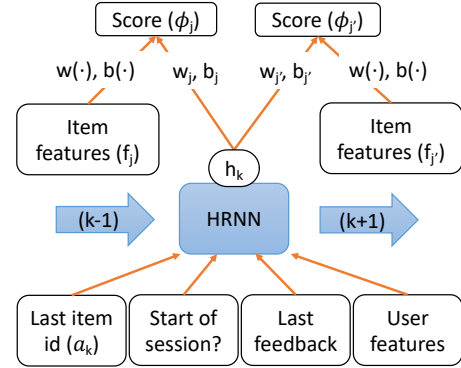 Score (ϕj)
Score (ϕj′)
w(·), b(·)
wj, bj
wj′, bj′
w(·), b(·)
Item
features (fj)
Item
features (fj′)
hk
(k-1)
HRNN
(k+1)
Last item
id (ak)
Start of
session?
Last
feedback
User
features